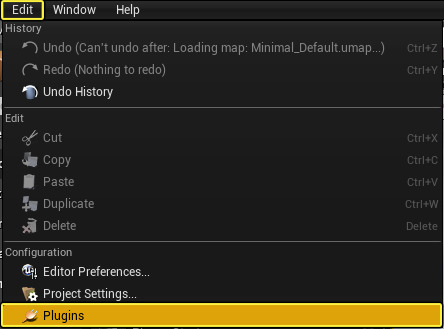 Edit Window Help
History
Undo (Can't undo after: Loading map: Minimal_Default.umap...) Ctrl+Z
Redo (Nothing to redo) Ctrl+Y
Undo History
Edit
Cut Ctrl+X
Copy Ctrl+C
Paste Ctrl+V
Duplicate Ctrl+W
Delete Delete
Configuration
Editor Preferences...
Project Settings...
Plugins